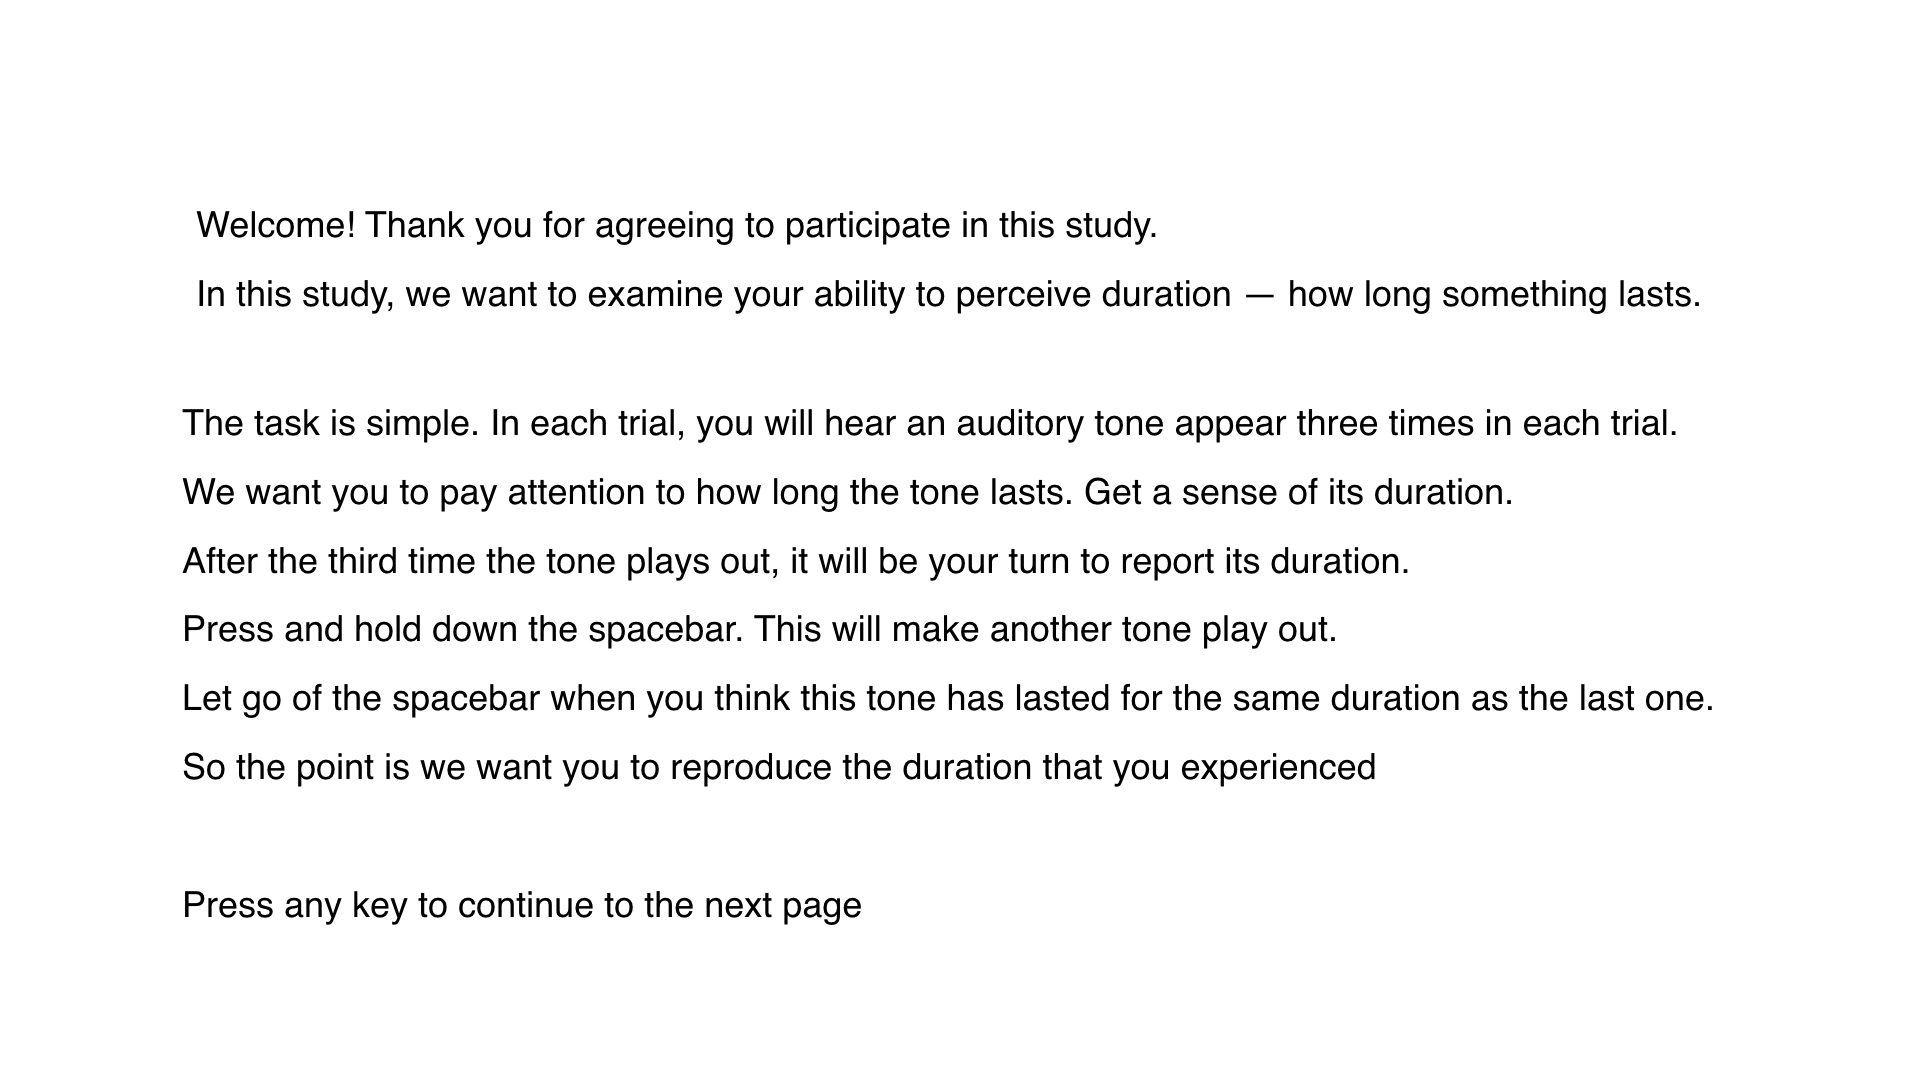 Welcome! Thank you for agreeing to participate in this study.
In this study, we want to examine your ability to perceive duration — how long something lasts.
The task is simple. In each trial, you will hear an auditory tone appear three times in each trial.
We want you to pay attention to how long the tone lasts. Get a sense of its duration.
After the third time the tone plays out, it will be your turn to report its duration.
Press and hold down the spacebar. This will make another tone play out.
Let go of the spacebar when you think this tone has lasted for the same duration as the last one.
So the point is we want you to reproduce the duration that you experienced
Press any key to continue to the next page